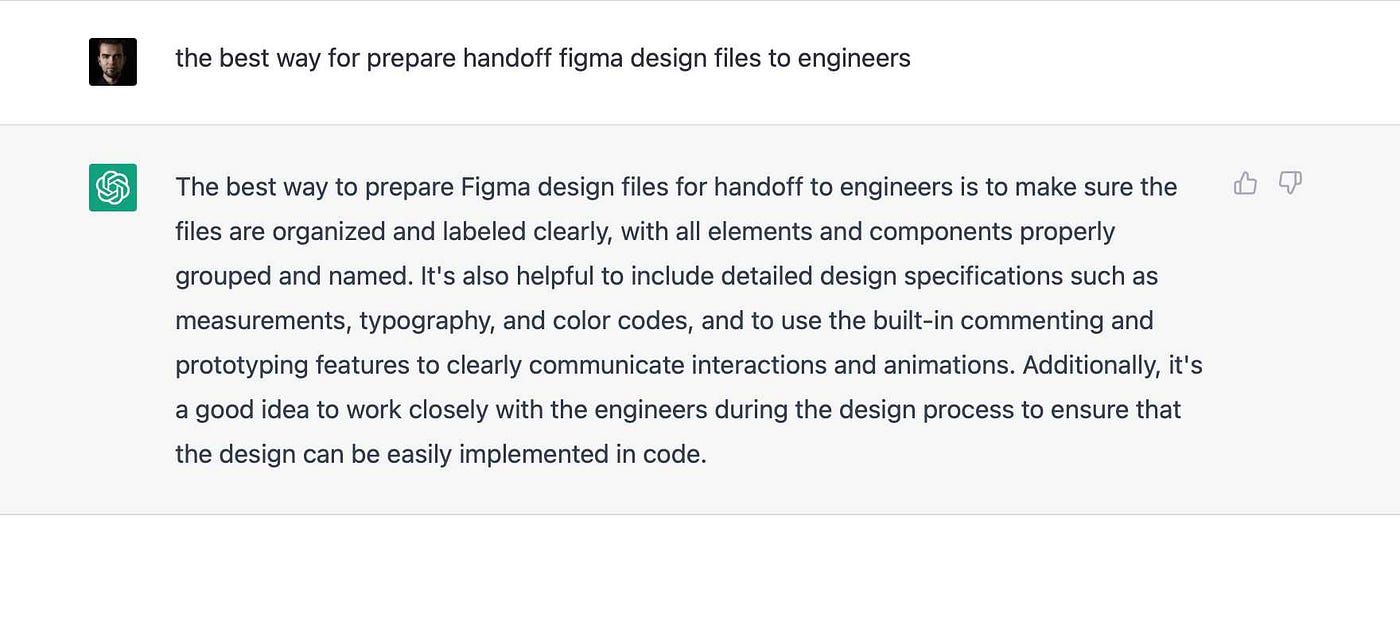 the best way for prepare handoff figma design files to engineers
The best way to prepare Figma design files for handoff to engineers is to make sure the
files are organized and labeled clearly, with all elements and components properly
grouped and named. It's also helpful to include detailed design specifications such as
measurements, typography, and color codes, and to use the built-in commenting and
prototyping features to clearly communicate interactions and animations. Additionally, it's
a good idea to work closely with the engineers during the design process to ensure that
the design can be easily implemented in code.